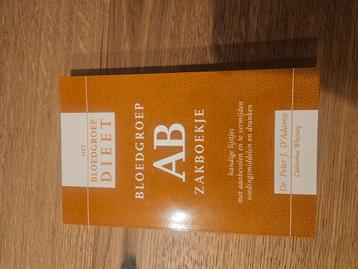 HET
BLOEDGROEP
DIEET
BLOEDGROEP
AB
ZAKBOEKJE
handige lijstjes
met aanbevolen en te vermijden
voedingsmiddelen en dranken
Dr. Peter J. D'Adamo
Catherine Whitney